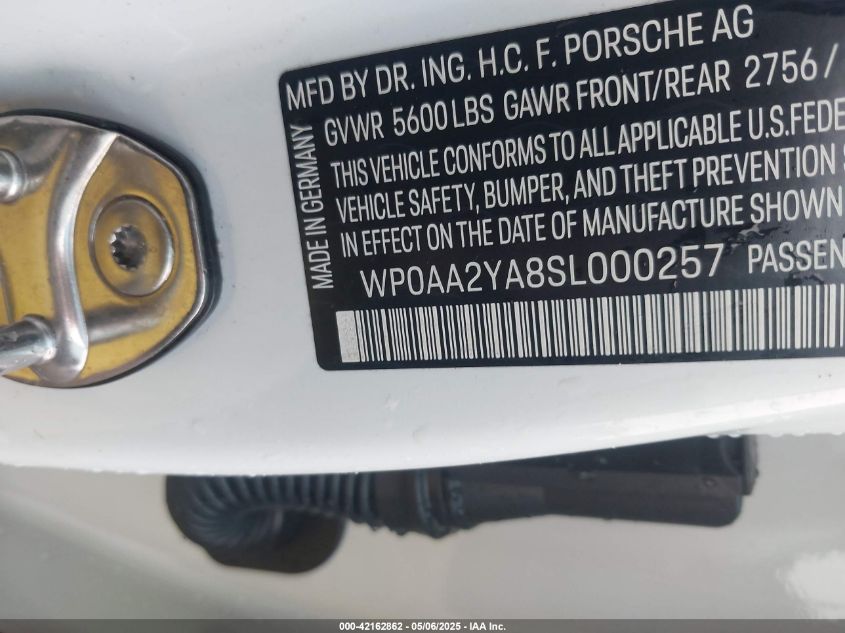 MFD BY DR. ING. H.C. F. PORSCHE AG
GVWR 5600 LBS GAWR FRONT/REAR 2756/
THIS VEHICLE CONFORMS TO ALL APPLICABLE U.S.FEDE
VEHICLE SAFETY, BUMPER, AND THEFT PREVENTION S
IN EFFECT ON THE DATE OF MANUFACTURE SHOWN
WP0AA2YA8SL000257 PASSEN
MADE IN GERMANY
000-42162862 - 05/06/2025 - IAA Inc.